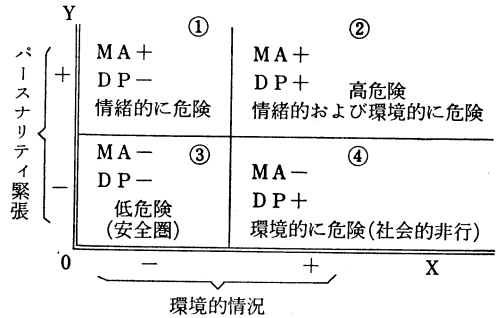 Y
①
MA+
DP−
情緒的に危険
②
MA+
DP+
高危険
情緒的および環境的に危険
パースナリティ緊張
+
−
③
MA−
DP−
低危険
(安全圏)
④
MA−
DP+
環境的に危険(社会的非行)
0
−
+
X
環境的情況